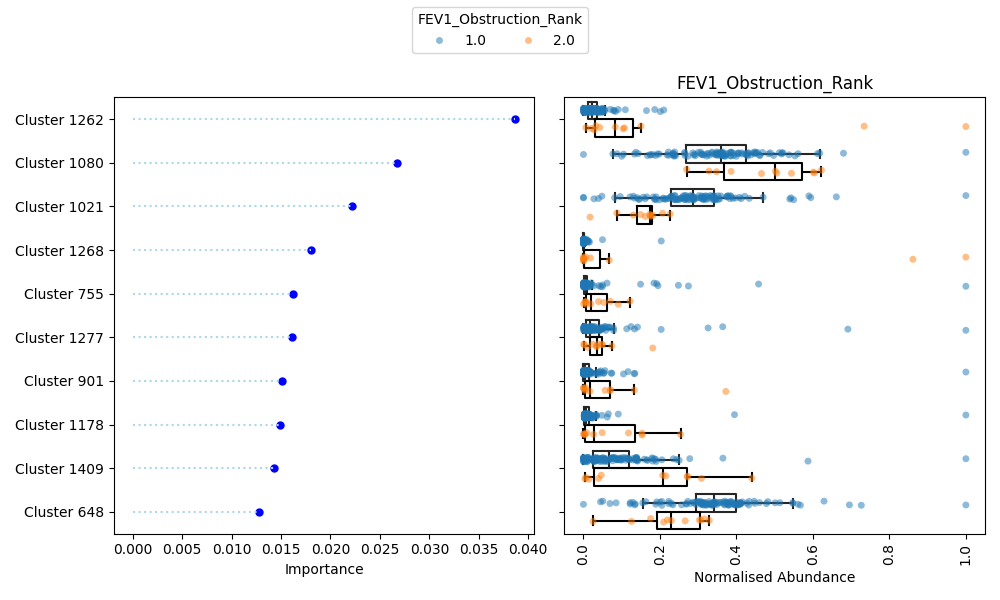 FEV1_Obstruction_Rank
1.0 2.0
FEV1_Obstruction_Rank
Cluster 1262
Cluster 1080
Cluster 1021
Cluster 1268
Cluster 755
Cluster 1277
Cluster 901
Cluster 1178
Cluster 1409
Cluster 648
0.000 0.005 0.010 0.015 0.020 0.025 0.030 0.035 0.040
Importance
0.0 0.2 0.4 0.6 0.8 1.0
Normalised Abundance